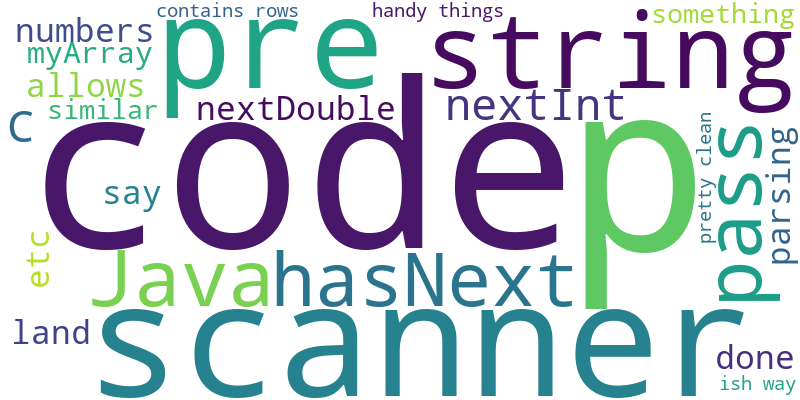 contains rows
handy things
something
numbers
pre
string
myArray
allows
similar
nextDouble
nextInt
C
code
p
pretty clean
pass
parsing
say
etc
Java
hasNext
land
scanner
done
ish way